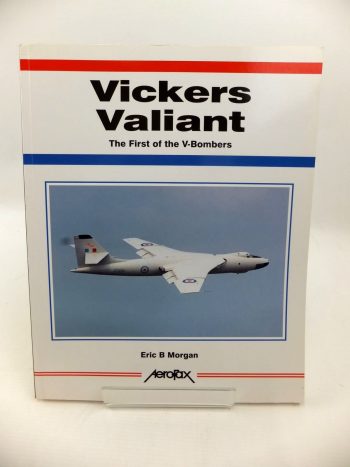 Vickers
Valiant
The First of the V-Bombers
Eric B Morgan
Aerofax